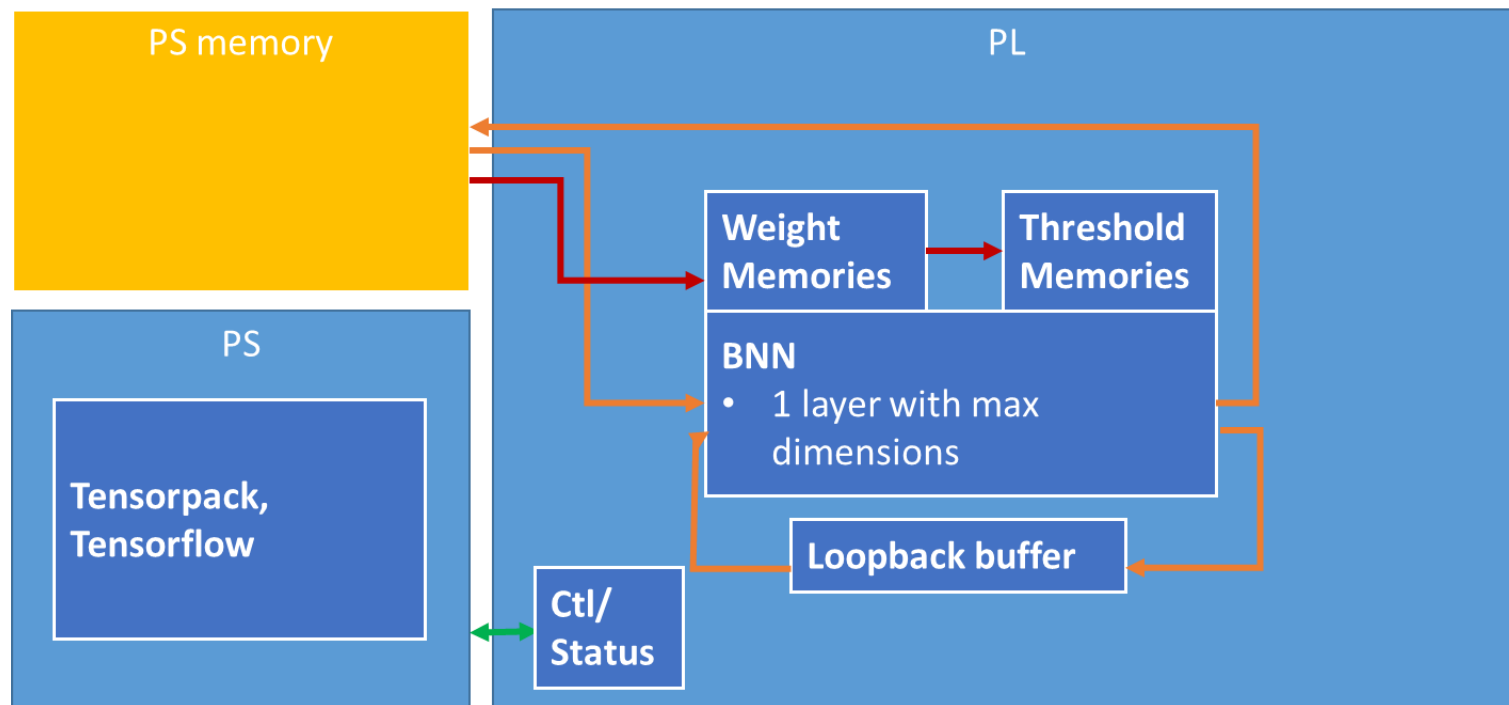 PS memory
PL
Weight
Memories
Threshold
Memories
BNN
• 1 layer with max
dimensions
PS
Tensorpack,
Tensorflow
Loopback buffer
Ctl/
Status